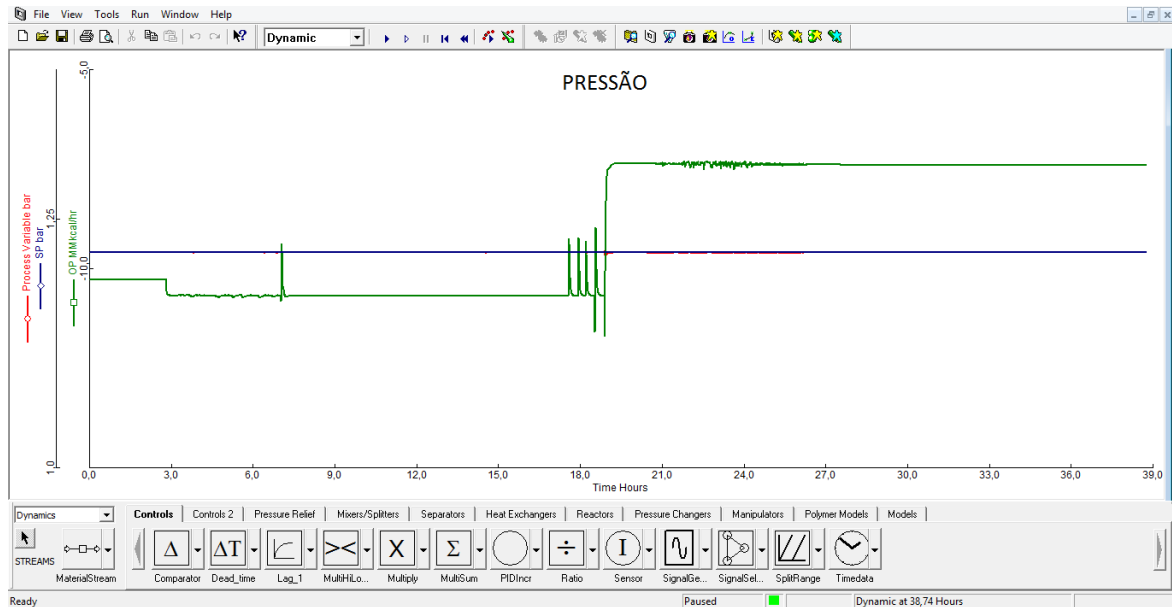 File View Tools Run Window Help
Dynamic
PRESSÃO
Process Variable bar
SP bar
1,25
1,0
OP MMkcal/hr
-5,0
-10,0
0,0 3,0 6,0 9,0 12,0 15,0 18,0 21,0 24,0 27,0 30,0 33,0 36,0 39,0
Time Hours
Dynamics
Controls Controls 2 Pressure Relief Mixers/Splitters Separators Heat Exchangers Reactors Pressure Changers Manipulators Polymer Models Models
Δ ΔT >< X Σ ÷ I
STREAMS
MaterialStream Comparator Dead_time Lag_1 MultiHiLo... Multiply MultiSum PIDIncr Ratio Sensor SignalGe... SignalSel... SplitRange Timedata
Ready Paused Dynamic at 38,74 Hours